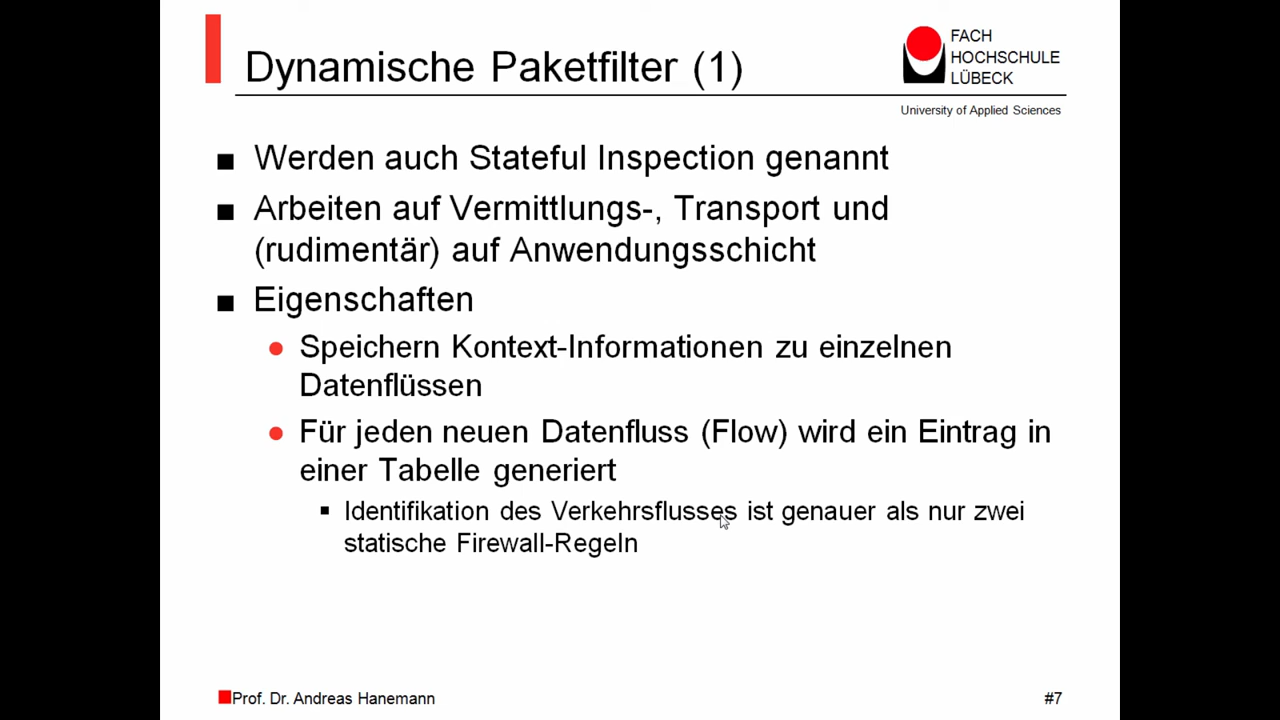 Dynamische Paketfilter (1)
FACH
HOCHSCHULE
LÜBECK
University of Applied Sciences
■ Werden auch Stateful Inspection genannt
■ Arbeiten auf Vermittlungs-, Transport und
(rudimentär) auf Anwendungsschicht
■ Eigenschaften
● Speichern Kontext-Informationen zu einzelnen
Datenflüssen
● Für jeden neuen Datenfluss (Flow) wird ein Eintrag in
einer Tabelle generiert
▪ Identifikation des Verkehrsflusses ist genauer als nur zwei
statische Firewall-Regeln
Prof. Dr. Andreas Hanemann
#7